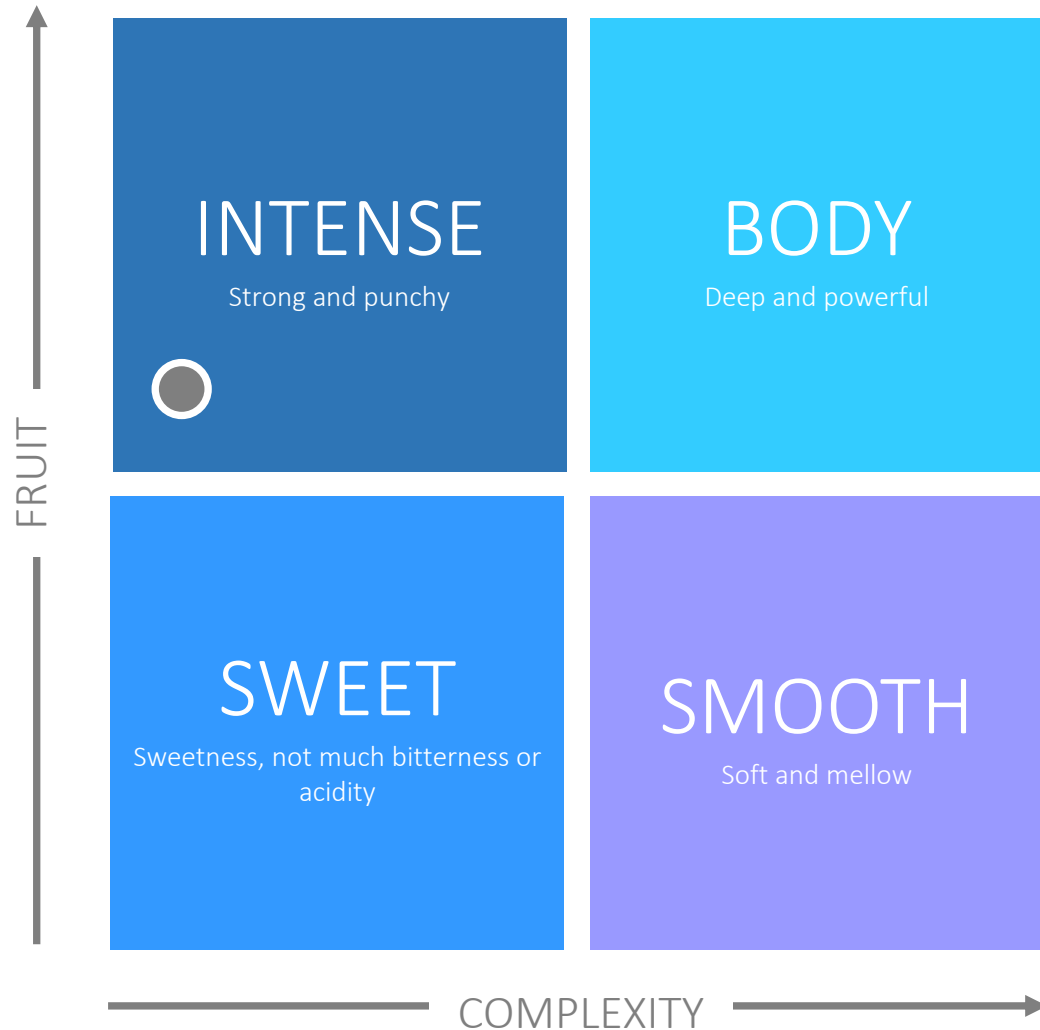 INTENSE
Strong and punchy
BODY
Deep and powerful
FRUIT
SWEET
Sweetness, not much bitterness or
acidity
SMOOTH
Soft and mellow
COMPLEXITY